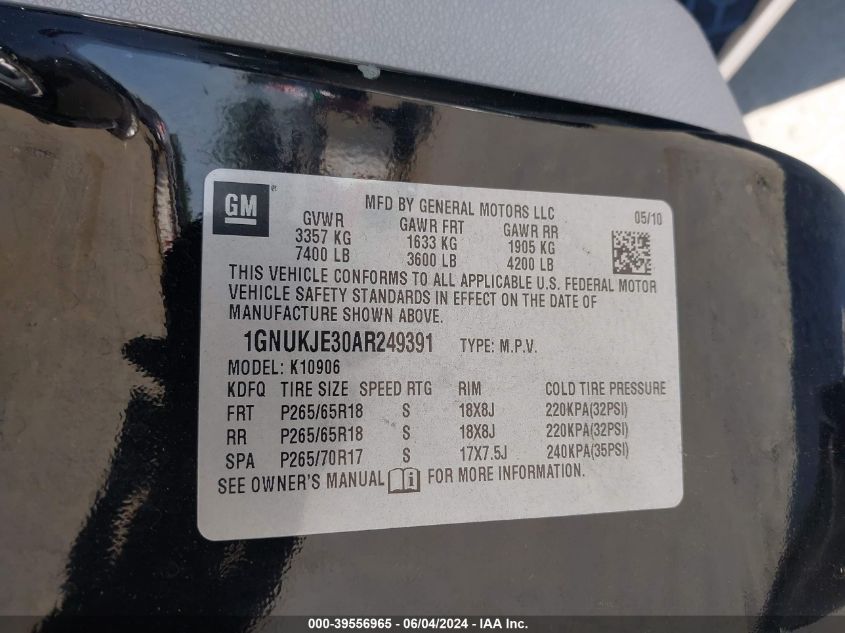 GM ®
MFD BY GENERAL MOTORS LLC
05/10
GVWR GAWR FRT GAWR RR
3357 KG 1633 KG 1905 KG
7400 LB 3600 LB 4200 LB
THIS VEHICLE CONFORMS TO ALL APPLICABLE U.S. FEDERAL MOTOR
VEHICLE SAFETY STANDARDS IN EFFECT ON THE DATE OF
MANUFACTURE SHOWN ABOVE.
1GNUKJE30AR249391 TYPE: M.P.V.
MODEL: K10906
KDFQ TIRE SIZE SPEED RTG RIM COLD TIRE PRESSURE
FRT P265/65R18 S 18X8J 220KPA(32PSI)
RR P265/65R18 S 18X8J 220KPA(32PSI)
SPA P265/70R17 S 17X7.5J 240KPA(35PSI)
SEE OWNER'S MANUAL i FOR MORE INFORMATION.
000-39556965 - 06/04/2024 - IAA Inc.